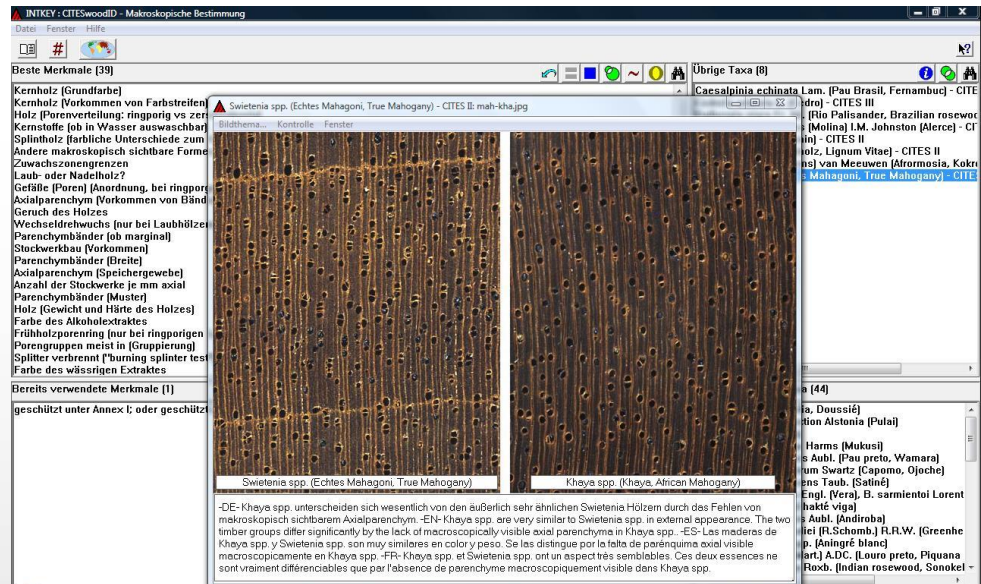 INTKEY : CITESwoodID - Makroskopische Bestimmung
Datei Fenster Hilfe
#
Beste Merkmale (39)
Kernholz (Grundfarbe)
Kernholz (Vorkommen von Farbstreifen)
Holz (Porenverteilung: ringporig vs zers
Kernstoffe (ob in Wasser auswaschbar)
Splintholz (farbliche Unterschiede zum
Andere makroskopisch sichtbare Forme
Zuwachszonengrenzen
Laub- oder Nadelholz?
Gefäße (Poren) (Anordnung, bei ringporg
Axialparenchym (Vorkommen von Bänd
Geruch des Holzes
Wechseldrehwuchs (nur bei Laubhölzer
Parenchymbänder (ob marginal)
Stockwerkbau (Vorkommen)
Parenchymbänder (Breite)
Axialparenchym (Speichergewebe)
Anzahl der Stockwerke je mm axial
Parenchymbänder (Muster)
Holz (Gewicht und Härte des Holzes)
Farbe des Alkoholextraktes
Frühholzporenring (nur bei ringporigen
Porengruppen meist in (Gruppierung)
Splitter verbrannt ("burning splinter test
Farbe des wässrigen Extraktes
Bereits verwendete Merkmale (1)
geschützt unter Annex I; oder geschützt
Übrige Taxa (8)
Caesalpinia echinata Lam. (Pau Brasil, Fernambuc) - CITE
dro) - CITES III
(Rio Palisander, Brazilian rosewoo
(Molina) I.M. Johnston (Alerce) - CI
in) - CITES II
olz, Lignum Vitae) - CITES II
ns) van Meeuwen (Afrormosia, Kokr
s Mahagoni, True Mahogany) - CITES
Swietenia spp. (Echtes Mahagoni, True Mahogany) - CITES II: mah-kha.jpg
Bildthema... Kontrolle Fenster
Swietenia spp. (Echtes Mahagoni, True Mahogany)
Khaya spp. (Khaya, African Mahogany)
-DE- Khaya spp. unterscheiden sich wesentlich von den äußerlich sehr ähnlichen Swietenia Hölzern durch das Fehlen von
makroskopisch sichtbarem Axialparenchym. -EN- Khaya spp. are very similar to Swietenia spp. in external appearance. The two
timber groups differ significantly by the lack of macroscopically visible axial parenchyma in Khaya spp.. -ES- Las maderas de
Khaya spp. y Swietenia spp. son muy similares en color y peso. Se las distingue por la falta de parénquima axial visible
macroscopicamente en Khaya spp. -FR- Khaya spp. et Swietenia spp. ont un aspect très semblables. Ces deux essences ne
sont vraiment différenciables que par l'absence de parenchyme macroscopiquement visible dans Khaya spp.
a (44)
ia, Doussié)
tion Alstonia (Pulai)
Harms (Mukusi)
s Aubl. (Pau preto, Wamara)
um Swartz (Capomo, Ojoche)
ens Taub. (Satiné)
Engl. (Vera), B. sarmientoi Lorent
hakté viga)
s Aubl. (Andiroba)
iei (R.Schomb.) R.R.W. (Greenhe
p. (Aningré blanc)
art.) A.DC. (Louro preto, Piquana
Roxb. (Indian rosewood, Sonokel